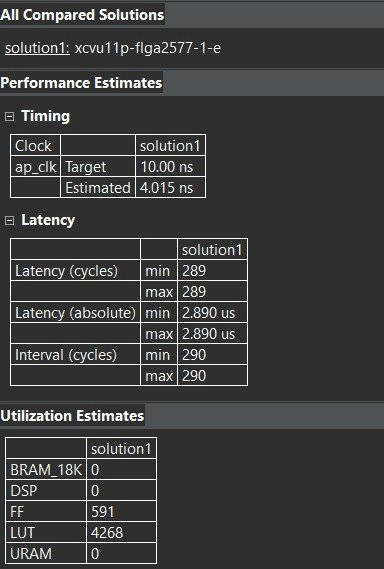 All Compared Solutions
solution1: xcvu11p-flga2577-1-e
Performance Estimates
Timing
Clock solution1
ap_clk Target 10.00 ns
Estimated 4.015 ns
Latency
solution1
Latency (cycles) min 289
max 289
Latency (absolute) min 2.890 us
max 2.890 us
Interval (cycles) min 290
max 290
Utilization Estimates
solution1
BRAM_18K 0
DSP 0
FF 591
LUT 4268
URAM 0